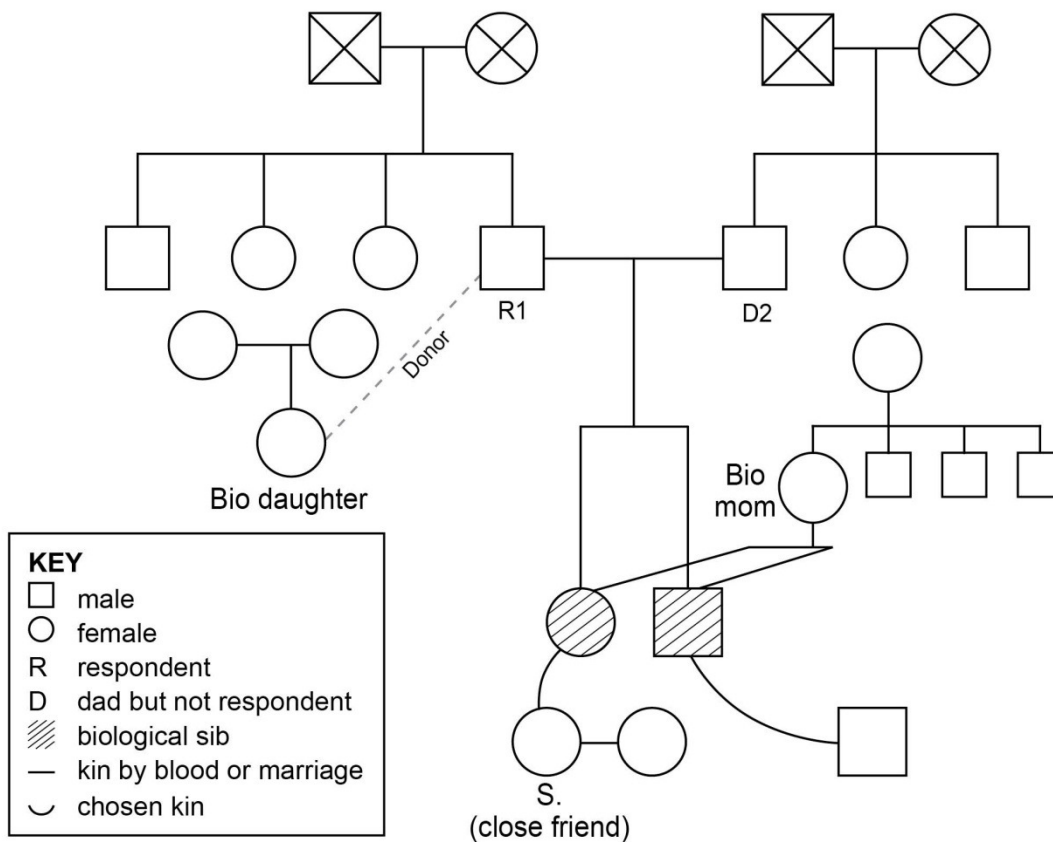 R1
D2
Donor
Bio daughter
Bio
mom
KEY
male
female
R respondent
D dad but not respondent
biological sib
kin by blood or marriage
chosen kin
S.
(close friend)